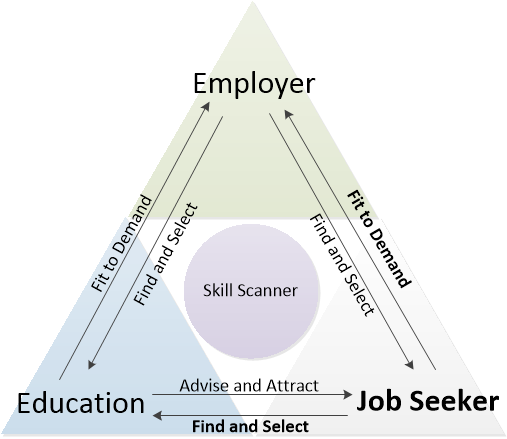 Employer
Fit to Demand
Find and Select
Find and Select
Fit to Demand
Skill Scanner
Education
Advise and Attract
Find and Select
Job Seeker